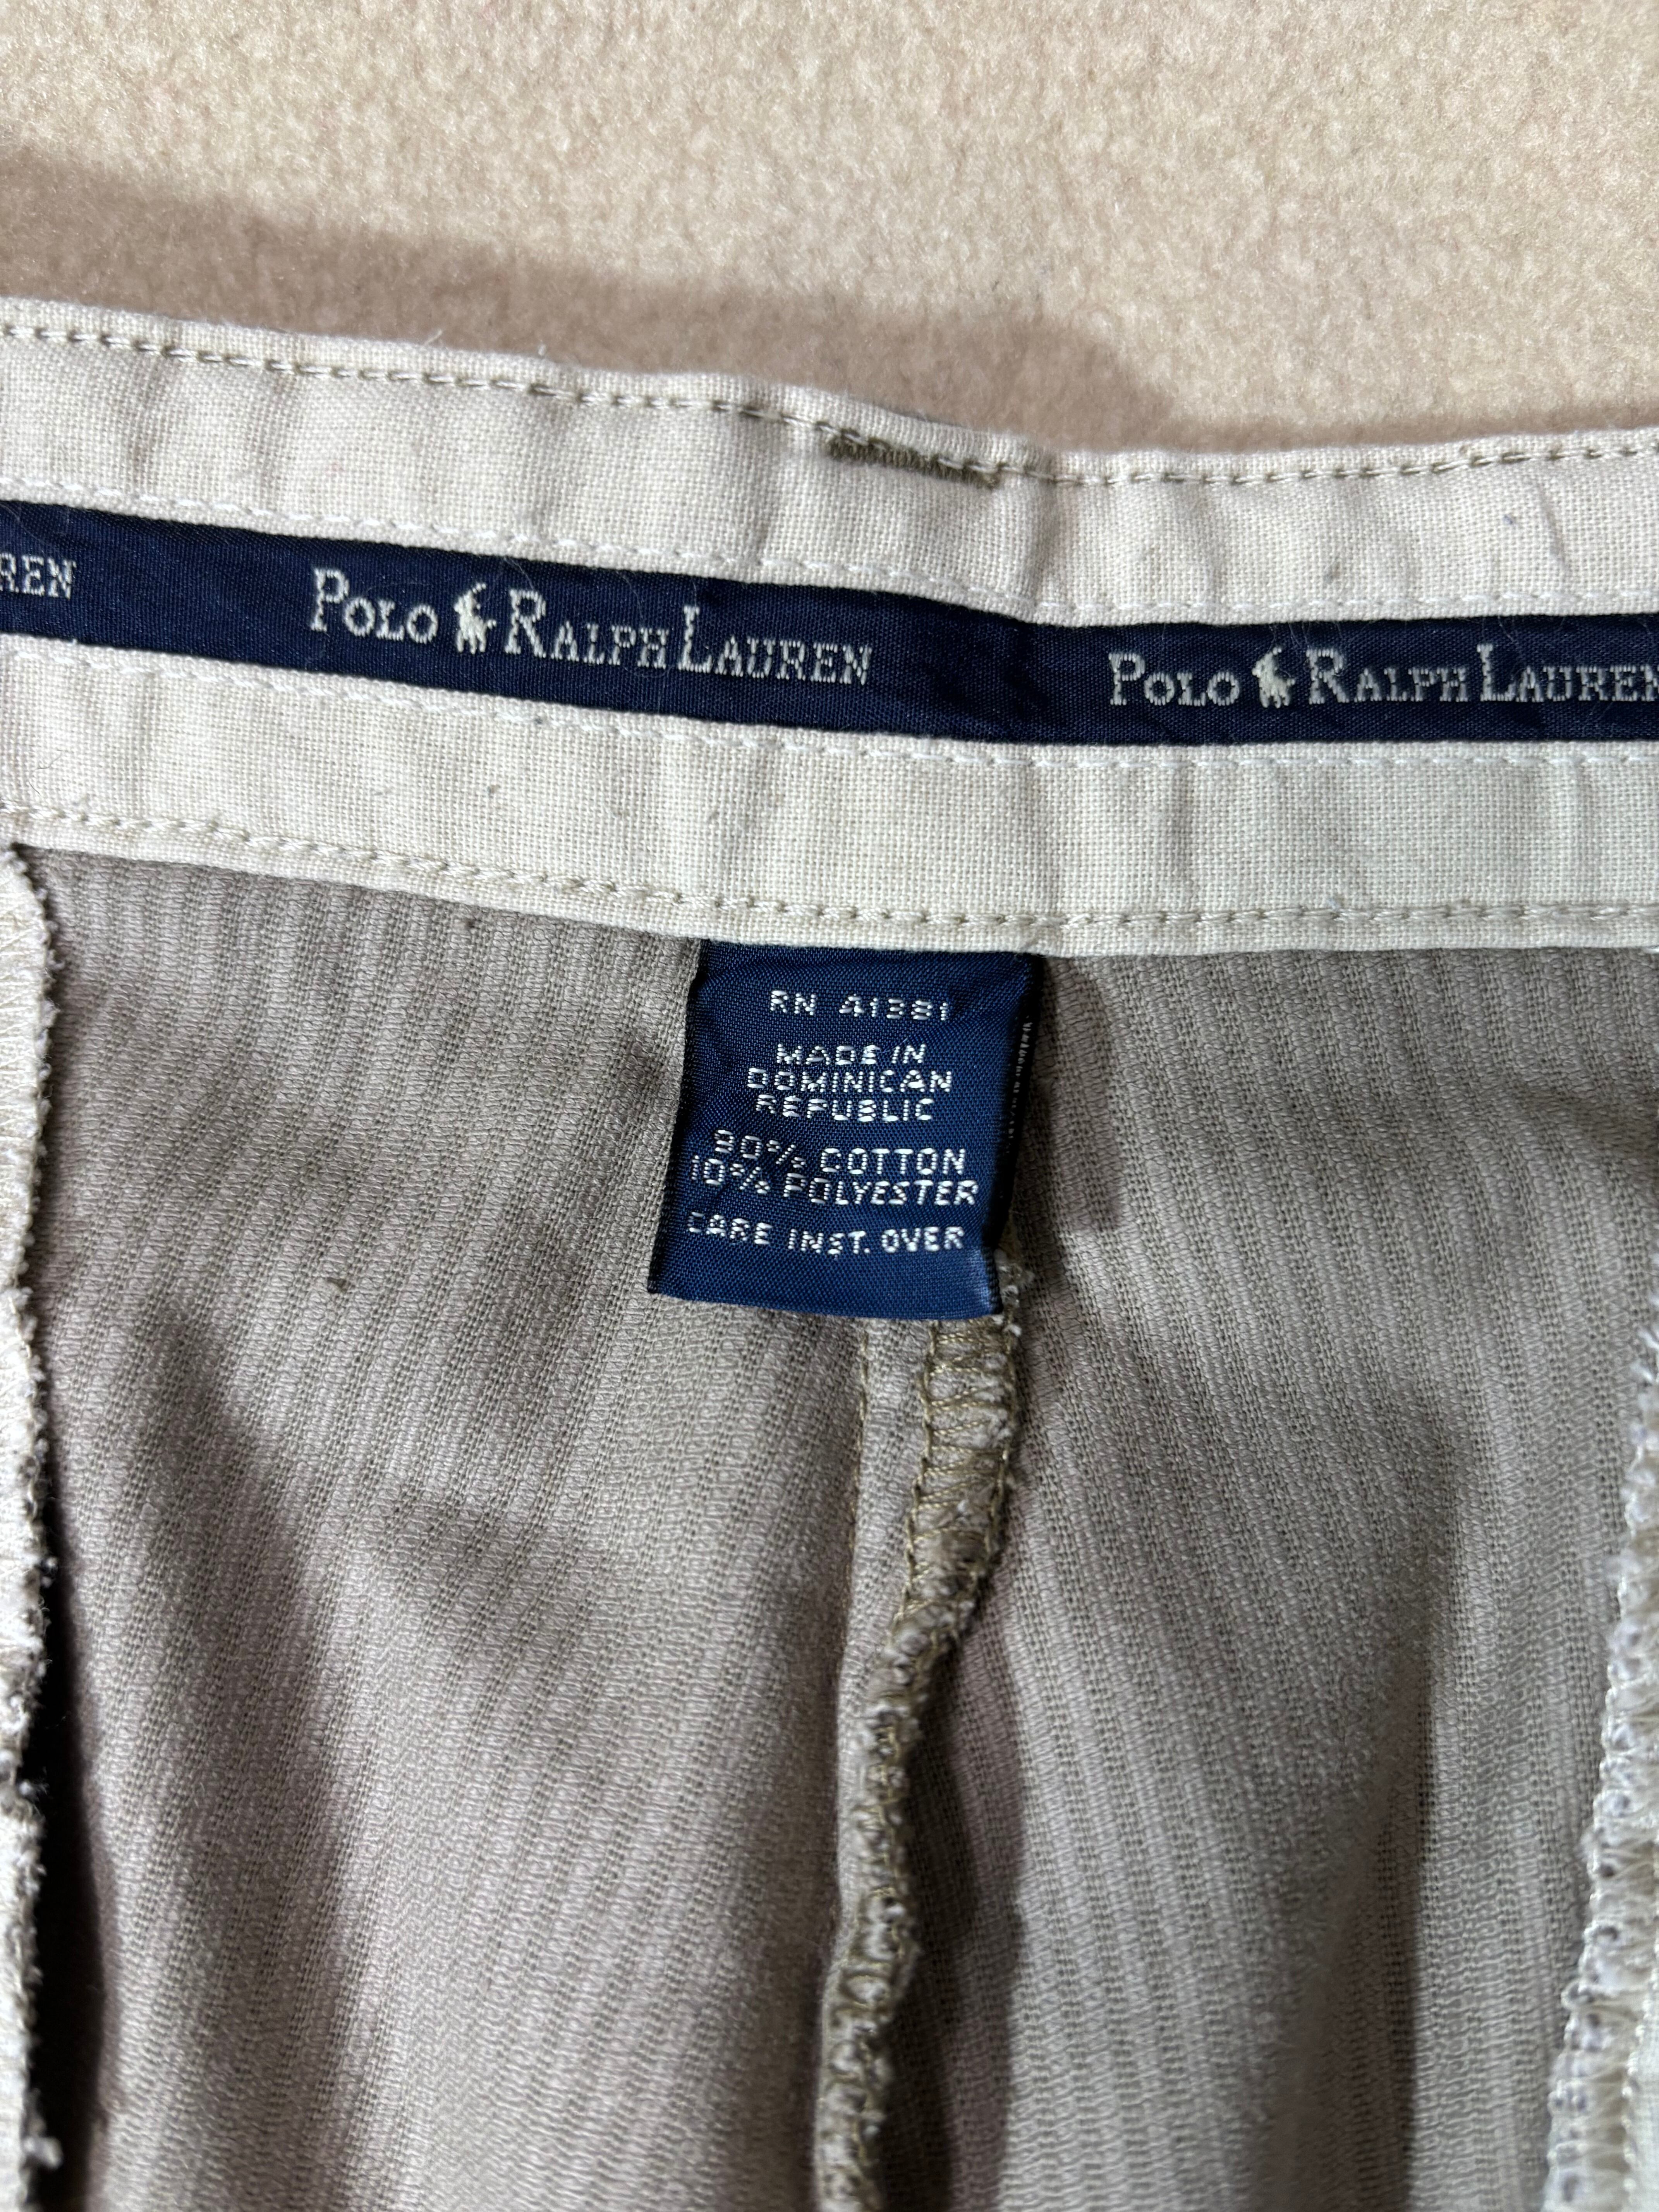 REN
POLO RALPH LAUREN
POLO RALPH LAUREN
RN 41381
MADE IN
DOMINICAN
REPUBLIC
90% COTTON
10% POLYESTER
CARE INST. OVER